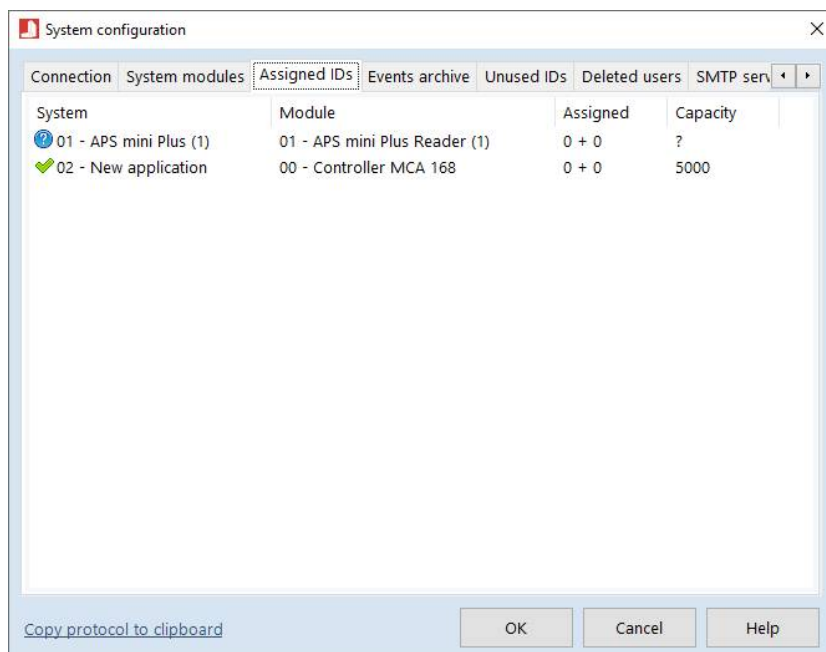 System configuration
Connection System modules Assigned IDs Events archive Unused IDs Deleted users SMTP serv
System Module Assigned Capacity
01 - APS mini Plus (1) 01 - APS mini Plus Reader (1) 0 + 0 ?
02 - New application 00 - Controller MCA 168 0 + 0 5000
Copy protocol to clipboard OK Cancel Help